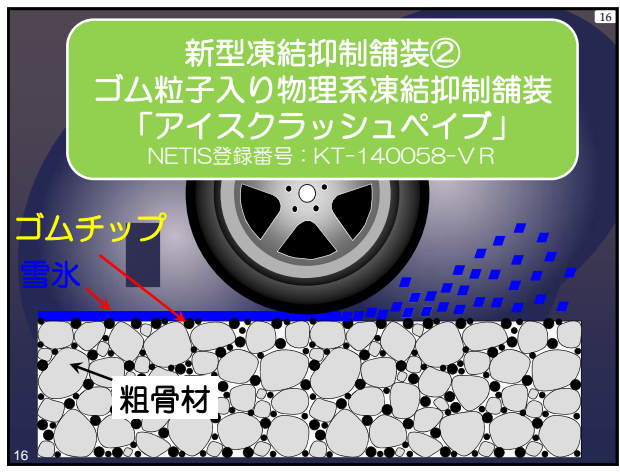 16
新型凍結抑制舗装②
ゴム粒子入り物理系凍結抑制舗装
「アイスクラッシュペイブ」
NETIS登録番号：KT-140058-ＶＲ
ゴムチップ
雪氷
粗骨材
16